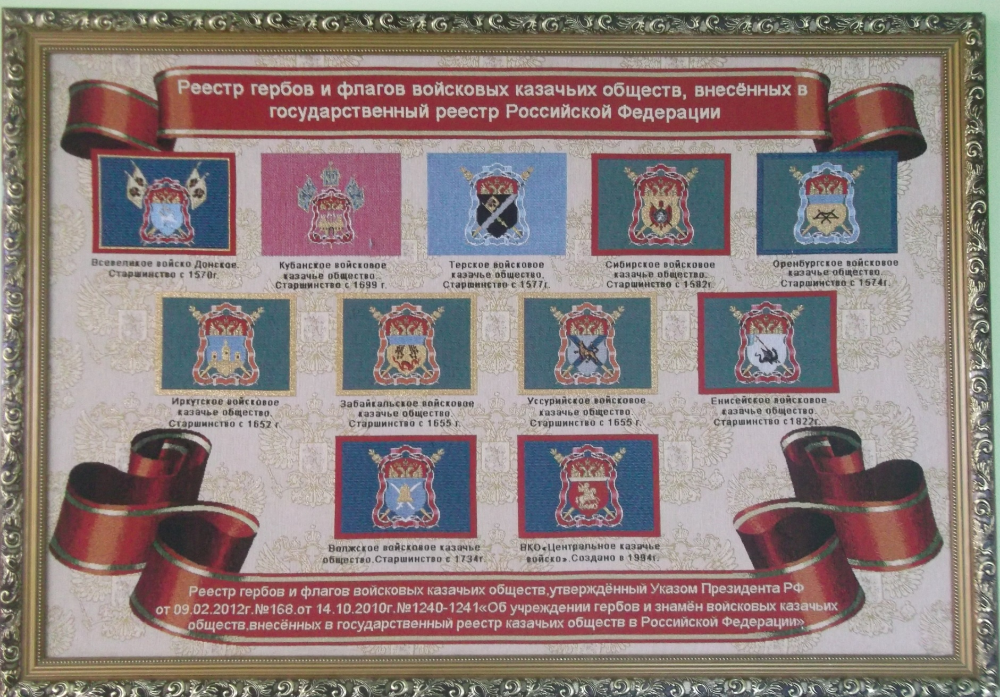 Реестр гербов и флагов войсковых казачьих обществ, внесённых в
государственный реестр Российской Федерации
Всевеликое войско Донское.
Старшинство с 1570г.
Кубанское войсковое
казачье общество.
Старшинство с 1699 г.
Терское войсковое
казачье общество.
Старшинство с 1577г.
Сибирское войсковое
казачье общество.
Старшинство с 1582г.
Оренбургское войсковое
казачье общество.
Старшинство с 1574г.
Иркутское войсковое
казачье общество.
Старшинство с 1652 г.
Забайкальское войсковое
казачье общество.
Старшинство с 1655 г.
Уссурийское войсковое
казачье общество.
Старшинство с 1655 г.
Енисейское войсковое
казачье общество.
Старшинство с1822г.
Волжское войсковое казачье
общество.Старшинство с 1734г.
ВКО«Центральное казачье
войско».Создано в 1994г.
Реестр гербов и флагов войсковых казачьих обществ,утверждённый Указом Президента РФ
от 09.02.2012г.№168.от 14.10.2010г.№1240-1241«Об учреждении гербов и знамён войсковых казачьих
обществ,внесённых в государственный реестр казачьих обществ в Российской Федерации»